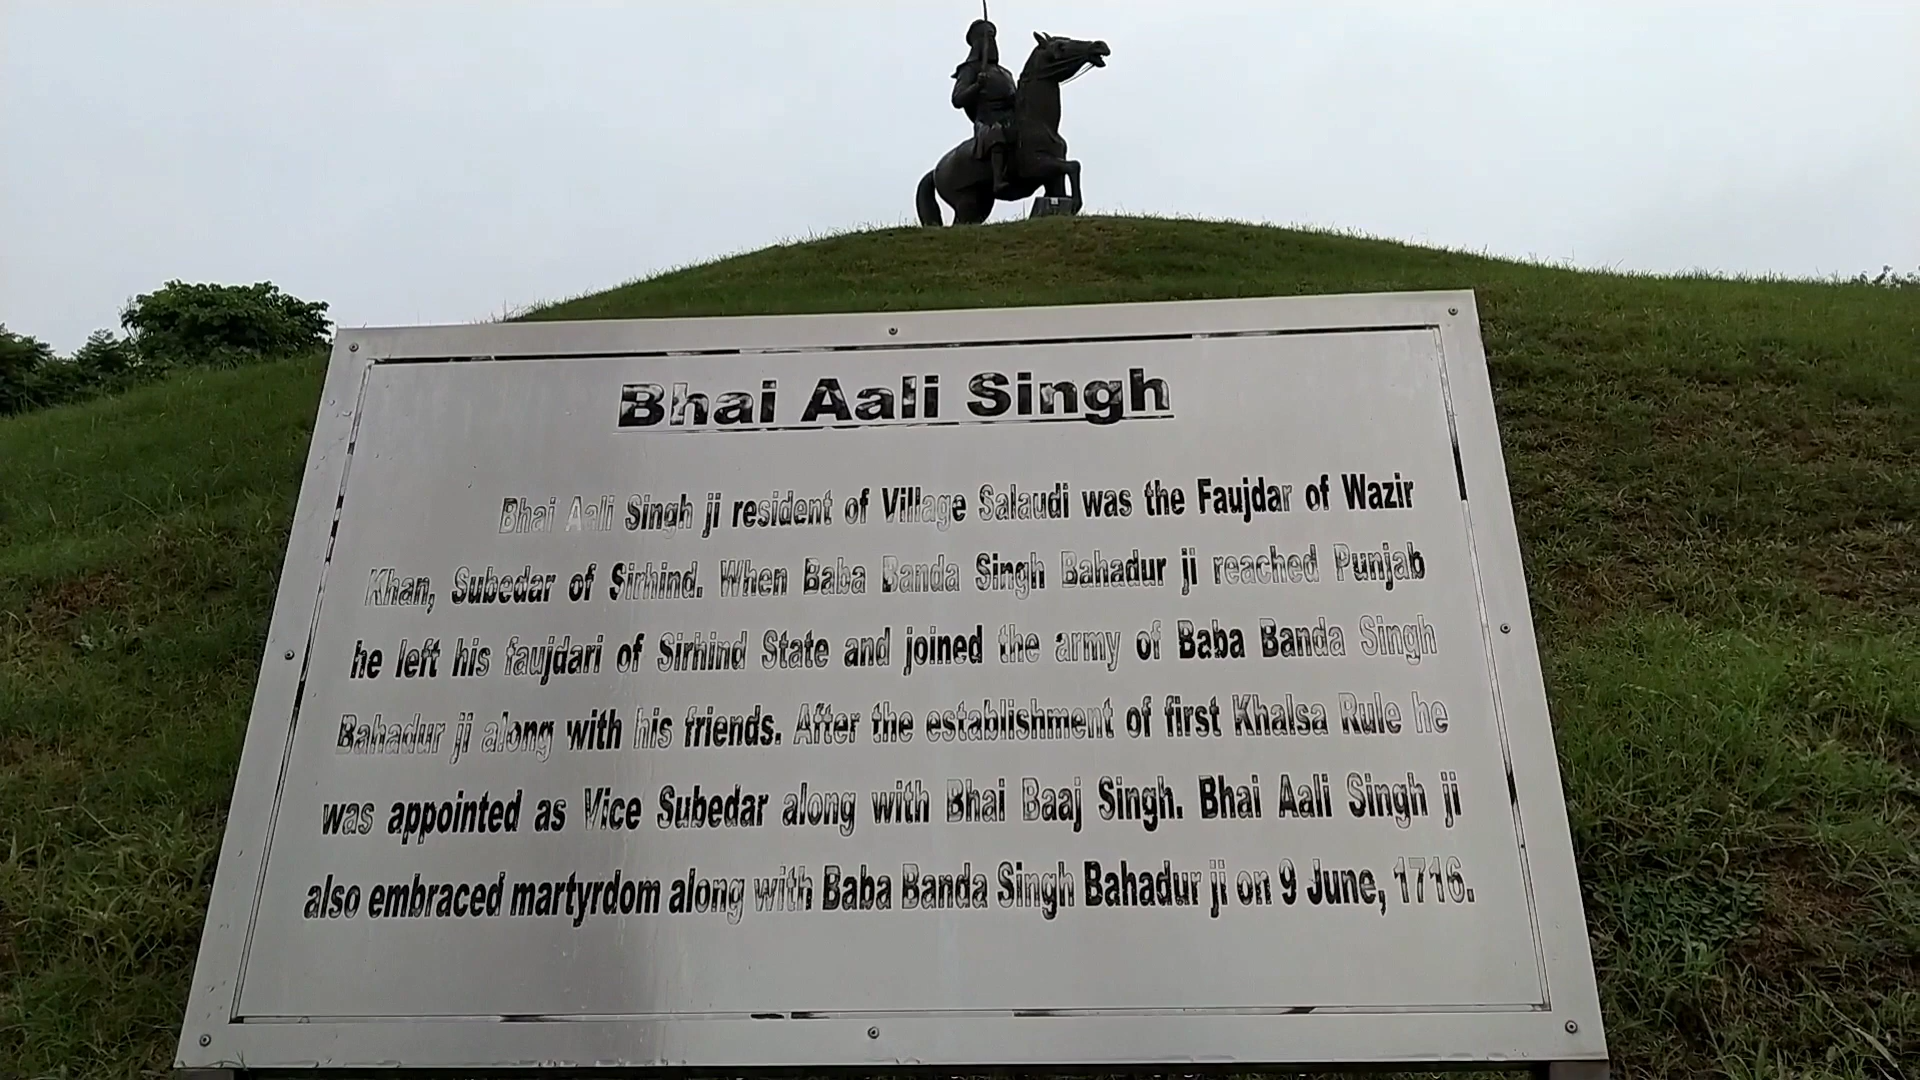 Bhai Aali Singh
Bhai Aali Singh ji resident of Village Salaudi was the Faujdar of Wazir
Khan, Subedar of Sirhind. When Baba Banda Singh Bahadur ji reached Punjab
he left his faujdari of Sirhind State and joined the army of Baba Banda Singh
Bahadur ji along with his friends. After the establishment of first Khalsa Rule he
was appointed as Vice Subedar along with Bhai Baaj Singh. Bhai Aali Singh ji
also embraced martyrdom along with Baba Banda Singh Bahadur ji on 9 June, 1716.